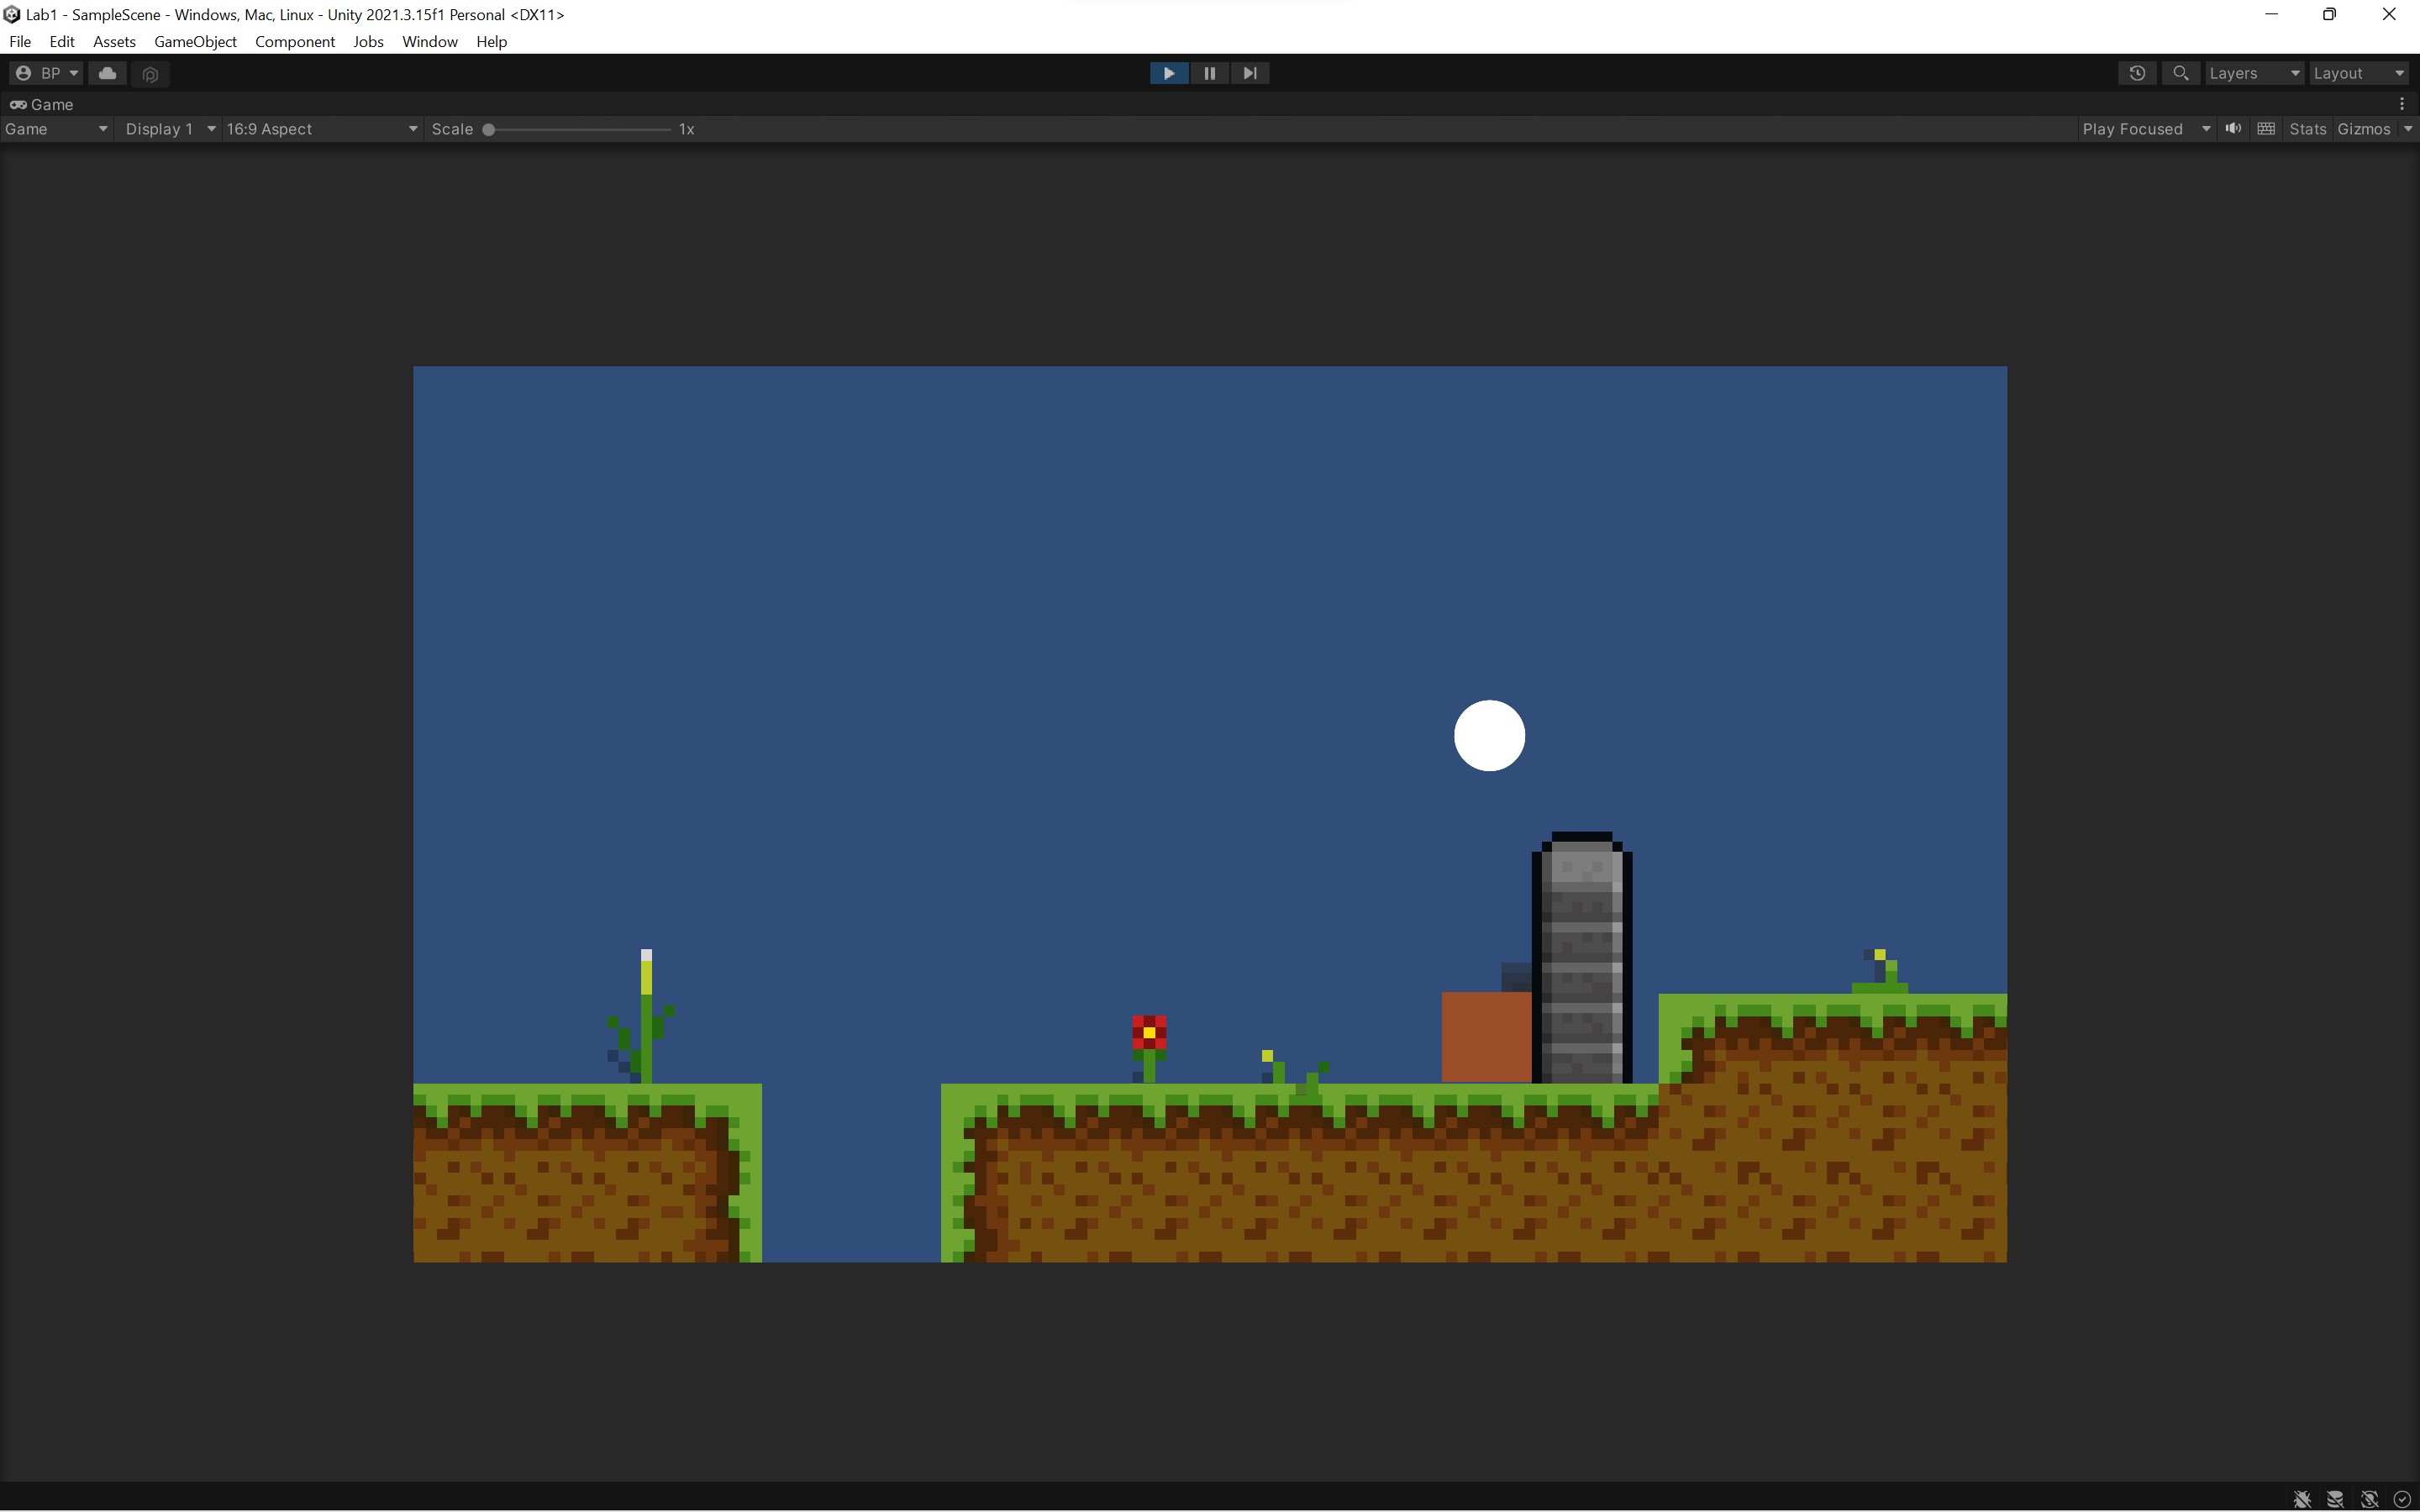 Lab1 - SampleScene - Windows, Mac, Linux - Unity 2021.3.15f1 Personal <DX11>
File Edit Assets GameObject Component Jobs Window Help
BP Layers Layout
Game
Game Display 1 16:9 Aspect Scale 1x Play Focused Stats Gizmos